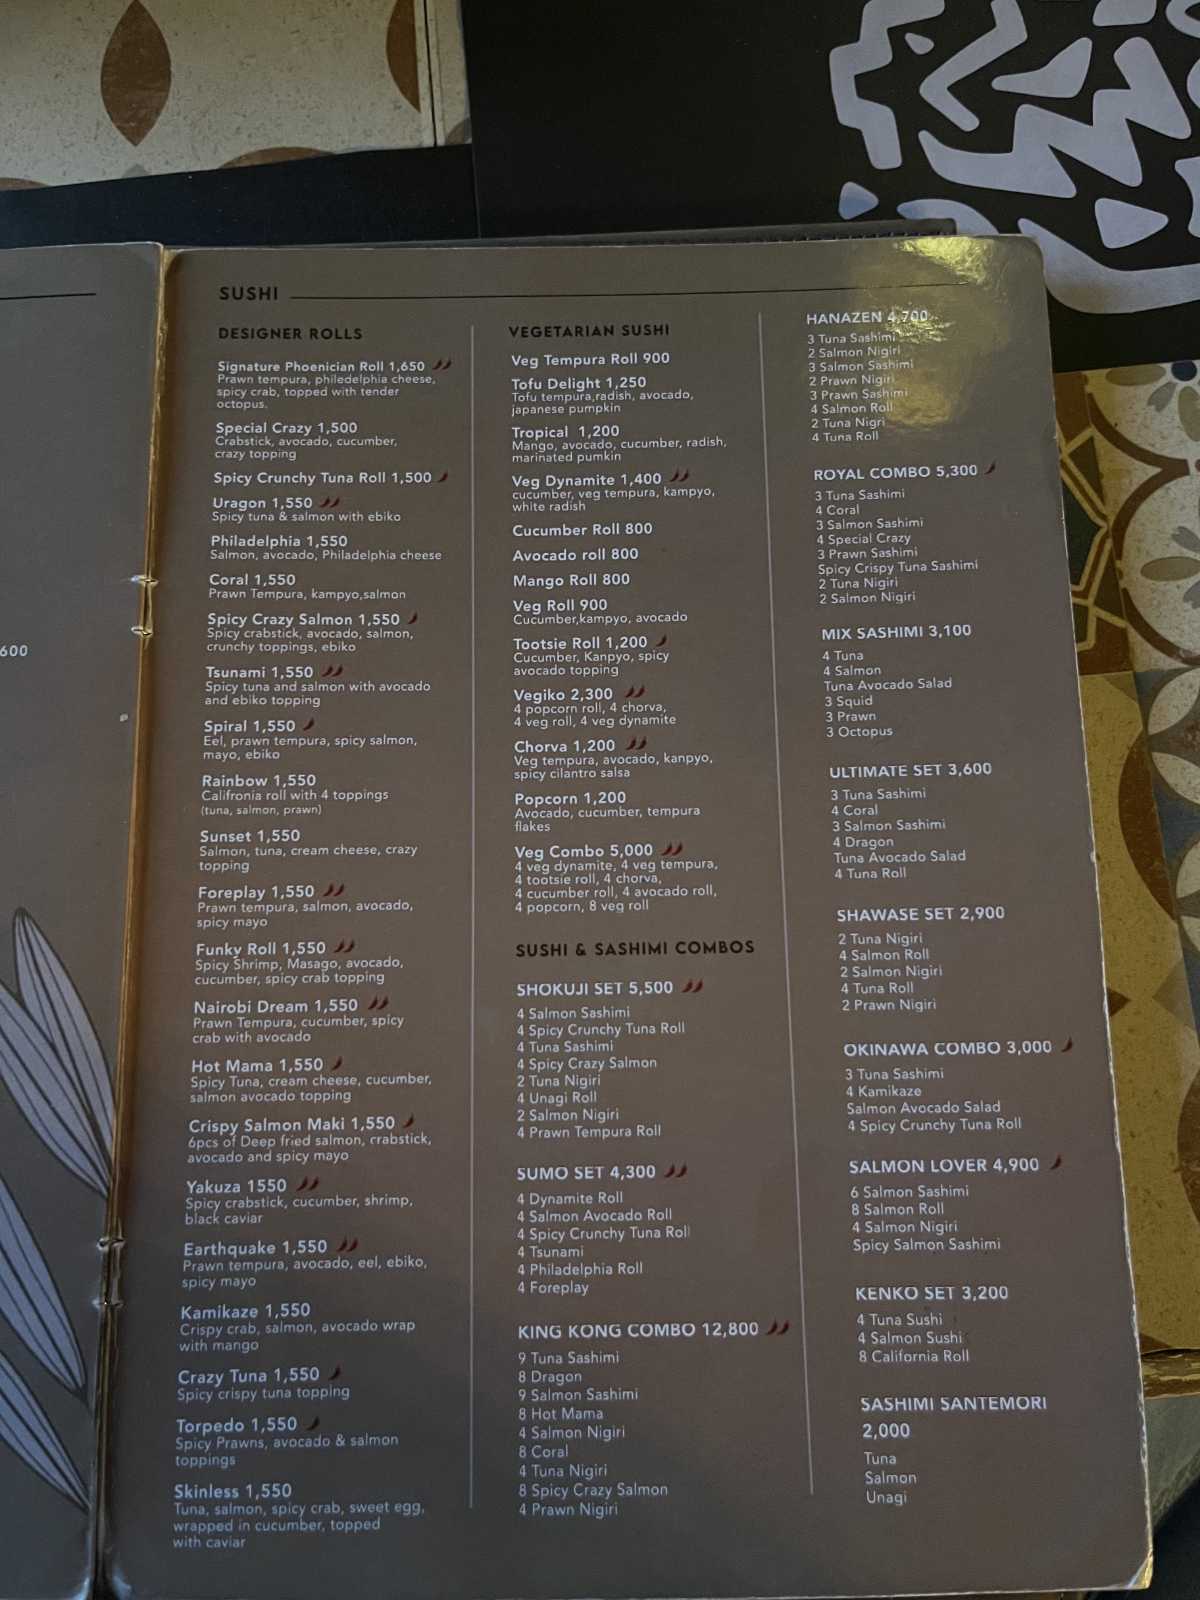 600
SUSHI
DESIGNER ROLLS
Signature Phoenician Roll 1,650
Prawn tempura, philedelphia cheese,
spicy crab, topped with tender
octopus.
Special Crazy 1,500
Crabstick, avocado, cucumber,
crazy topping
Spicy Crunchy Tuna Roll 1,500
Uragon 1,550
Spicy tuna & salmon with ebiko
Philadelphia 1,550
Salmon, avocado, Philadelphia cheese
Coral 1,550
Prawn Tempura, kampyo,salmon
Spicy Crazy Salmon 1,550
Spicy crabstick, avocado, salmon,
crunchy toppings, ebiko
Tsunami 1,550
Spicy tuna and salmon with avocado
and ebiko topping
Spiral 1,550
Eel, prawn tempura, spicy salmon,
mayo, ebiko
Rainbow 1,550
Califronia roll with 4 toppings
(tuna, salmon, prawn)
Sunset 1,550
Salmon, tuna, cream cheese, crazy
topping
Foreplay 1,550
Prawn tempura, salmon, avocado,
spicy mayo
Funky Roll 1,550
Spicy Shrimp, Masago, avocado,
cucumber, spicy crab topping
Nairobi Dream 1,550
Prawn Tempura, cucumber, spicy
crab with avocado
Hot Mama 1,550
Spicy Tuna, cream cheese, cucumber,
salmon avocado topping
Crispy Salmon Maki 1,550
6pcs of Deep fried salmon, crabstick,
avocado and spicy mayo
Yakuza 1550
Spicy crabstick, cucumber, shrimp,
black caviar
Earthquake 1,550
Prawn tempura, avocado, eel, ebiko,
spicy mayo
Kamikaze 1,550
Crispy crab, salmon, avocado wrap
with mango
Crazy Tuna 1,550
Spicy crispy tuna topping
Torpedo 1,550
Spicy Prawns, avocado & salmon
toppings
Skinless 1,550
Tuna, salmon, spicy crab, sweet egg,
wrapped in cucumber, topped
with caviar
VEGETARIAN SUSHI
Veg Tempura Roll 900
Tofu Delight 1,250
Tofu tempura,radish, avocado,
japanese pumpkin
Tropical 1,200
Mango, avocado, cucumber, radish,
marinated pumkin
Veg Dynamite 1,400
cucumber, veg tempura, kampyo,
white radish
Cucumber Roll 800
Avocado roll 800
Mango Roll 800
Veg Roll 900
Cucumber,kampyo, avocado
Tootsie Roll 1,200
Cucumber, Kanpyo, spicy
avocado topping
Vegiko 2,300
4 popcorn roll, 4 chorva,
4 veg roll, 4 veg dynamite
Chorva 1,200
Veg tempura, avocado, kanpyo,
spicy cilantro salsa
Popcorn 1,200
Avocado, cucumber, tempura
flakes
Veg Combo 5,000
4 veg dynamite, 4 veg tempura,
4 tootsie roll, 4 chorva,
4 cucumber roll, 4 avocado roll,
4 popcorn, 8 veg roll
SUSHI & SASHIMI COMBOS
SHOKUJI SET 5,500
4 Salmon Sashimi
4 Spicy Crunchy Tuna Roll
4 Tuna Sashimi
4 Spicy Crazy Salmon
2 Tuna Nigiri
4 Unagi Roll
2 Salmon Nigiri
4 Prawn Tempura Roll
SUMO SET 4,300
4 Dynamite Roll
4 Salmon Avocado Roll
4 Spicy Crunchy Tuna Roll
4 Tsunami
4 Philadelphia Roll
4 Foreplay
KING KONG COMBO 12,800
9 Tuna Sashimi
8 Dragon
9 Salmon Sashimi
8 Hot Mama
4 Salmon Nigiri
8 Coral
4 Tuna Nigiri
8 Spicy Crazy Salmon
4 Prawn Nigiri
HANAZEN 4,700
3 Tuna Sashimi
2 Salmon Nigiri
3 Salmon Sashimi
2 Prawn Nigiri
3 Prawn Sashimi
4 Salmon Roll
2 Tuna Nigri
4 Tuna Roll
ROYAL COMBO 5,300
3 Tuna Sashimi
4 Coral
3 Salmon Sashimi
4 Special Crazy
3 Prawn Sashimi
Spicy Crispy Tuna Sashimi
2 Tuna Nigiri
2 Salmon Nigiri
MIX SASHIMI 3,100
4 Tuna
4 Salmon
Tuna Avocado Salad
3 Squid
3 Prawn
3 Octopus
ULTIMATE SET 3,600
3 Tuna Sashimi
4 Coral
3 Salmon Sashimi
4 Dragon
Tuna Avocado Salad
4 Tuna Roll
SHAWASE SET 2,900
2 Tuna Nigiri
4 Salmon Roll
2 Salmon Nigiri
4 Tuna Roll
2 Prawn Nigiri
OKINAWA COMBO 3,000
3 Tuna Sashimi
4 Kamikaze
Salmon Avocado Salad
4 Spicy Crunchy Tuna Roll
SALMON LOVER 4,900
6 Salmon Sashimi
8 Salmon Roll
4 Salmon Nigiri
Spicy Salmon Sashimi
KENKO SET 3,200
4 Tuna Sushi
4 Salmon Sushi
8 California Roll
SASHIMI SANTEMORI
2,000
Tuna
Salmon
Unagi